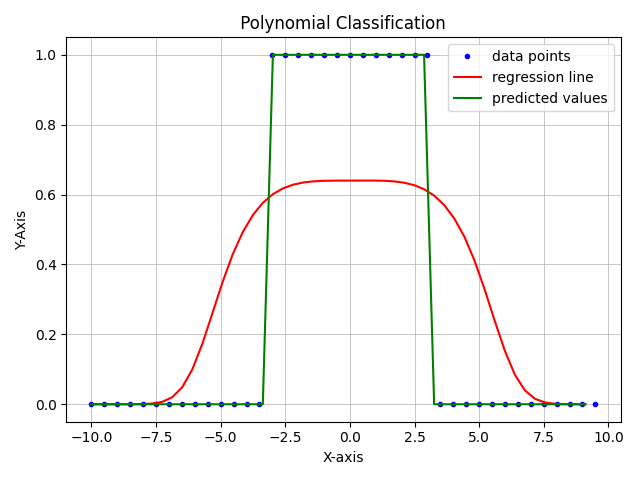 Polynomial Classification
data points
regression line
predicted values
1.0
0.8
0.6
0.4
0.2
0.0
Y-Axis
−10.0 −7.5 −5.0 −2.5 0.0 2.5 5.0 7.5 10.0
X-axis